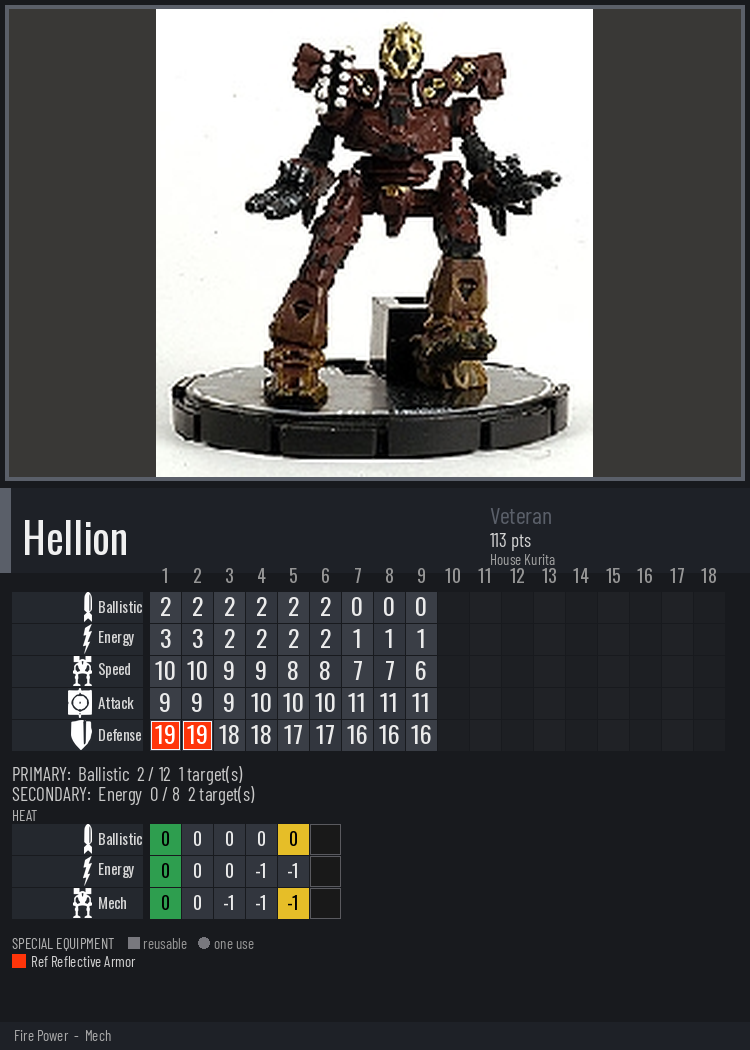 Hellion
Veteran
113 pts
House Kurita
1 2 3 4 5 6 7 8 9 10 11 12 13 14 15 16 17 18
Ballistic 2 2 2 2 2 2 0 0 0
Energy 3 3 2 2 2 2 1 1 1
Speed 10 10 9 9 8 8 7 7 6
Attack 9 9 9 10 10 10 11 11 11
Defense 19 19 18 18 17 17 16 16 16
PRIMARY: Ballistic 2 / 12 1 target(s)
SECONDARY: Energy 0 / 8 2 target(s)
HEAT
Ballistic 0 0 0 0 0
Energy 0 0 0 -1 -1
Mech 0 0 -1 -1 -1
SPECIAL EQUIPMENT reusable one use
Ref Reflective Armor
Fire Power - Mech